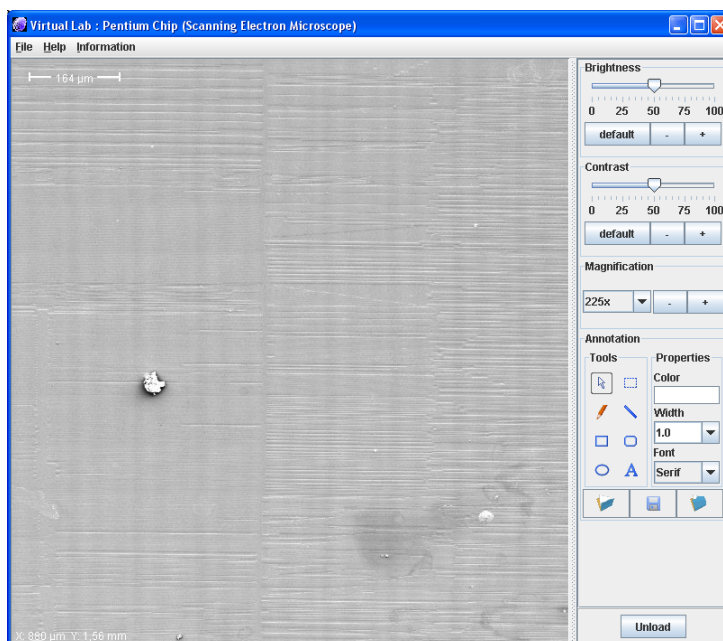 Virtual Lab : Pentium Chip (Scanning Electron Microscope)
File Help Information
164 µm
Brightness
0 25 50 75 100
default - +
Contrast
0 25 50 75 100
default - +
Magnification
225x - +
Annotation
Tools Properties
Color
Width
1.0
Font
Serif
A
X: 860 µm Y: 1,56 mm
Unload